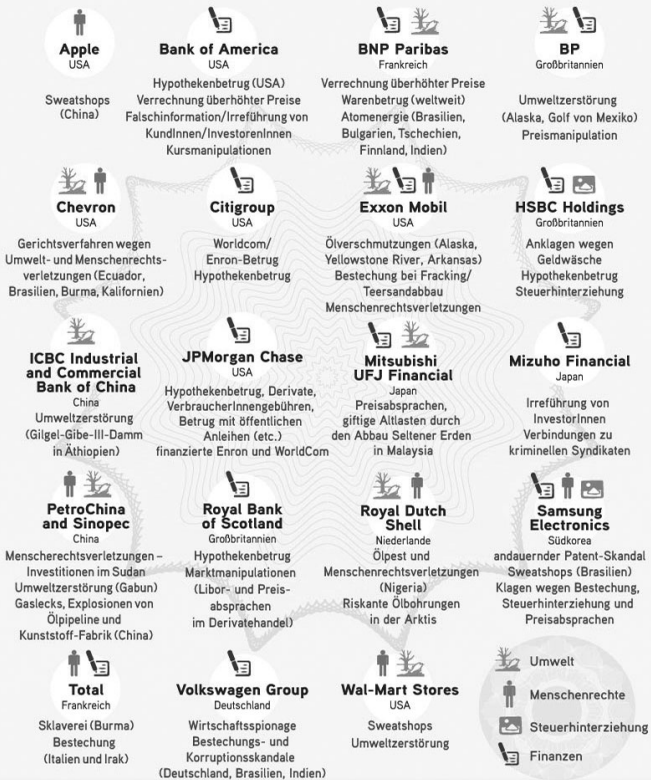 Apple
USA
Sweatshops
(China)
Bank of America
USA
Hypothekenbetrug (USA)
Verrechnung überhöhter Preise
Falschinformation/Irreführung von
KundInnen/InvestorenInnen
Kursmanipulationen
BNP Paribas
Frankreich
Verrechnung überhöhter Preise
Warenbetrug (weltweit)
Atomenergie (Brasilien,
Bulgarien, Tschechien,
Finnland, Indien)
BP
Großbritannien
Umweltzerstörung
(Alaska, Golf von Mexiko)
Preismanipulation
Chevron
USA
Gerichtsverfahren wegen
Umwelt- und Menschenrechts-
verletzungen (Ecuador,
Brasilien, Burma, Kalifornien)
Citigroup
USA
Worldcom/
Enron-Betrug
Hypothekenbetrug
Exxon Mobil
USA
Ölverschmutzungen (Alaska,
Yellowstone River, Arkansas)
Bestechung bei Fracking/
Teersandabbau
Menschenrechtsverletzungen
HSBC Holdings
Großbritannien
Anklagen wegen
Geldwäsche
Hypothekenbetrug
Steuerhinterziehung
ICBC Industrial
and Commercial
Bank of China
China
Umweltzerstörung
(Gilgel-Gibe-III-Damm
in Äthiopien)
JPMorgan Chase
USA
Hypothekenbetrug, Derivate,
VerbraucherInnengebühren,
Betrug mit öffentlichen
Anleihen (etc.)
finanzierte Enron und WorldCom
Mitsubishi
UFJ Financial
Japan
Preisabsprachen,
giftige Altlasten durch
den Abbau Seltener Erden
in Malaysia
Mizuho Financial
Japan
Irreführung von
InvestorInnen
Verbindungen zu
kriminellen Syndikaten
PetroChina
and Sinopec
China
Menscherechtsverletzungen –
Investitionen im Sudan
Umweltzerstörung (Gabun)
Gaslecks, Explosionen von
Ölpipeline und
Kunststoff-Fabrik (China)
Royal Bank
of Scotland
Großbritannien
Hypothekenbetrug
Marktmanipulationen
(Libor- und Preis-
absprachen
im Derivatehandel)
Royal Dutch
Shell
Niederlande
Ölpest und
Menschenrechtsverletzungen
(Nigeria)
Riskante Ölbohrungen
in der Arktis
Samsung
Electronics
Südkorea
andauernder Patent-Skandal
Sweatshops (Brasilien)
Klagen wegen Bestechung,
Steuerhinterziehung und
Preisabsprachen
Total
Frankreich
Sklaverei (Burma)
Bestechung
(Italien und Irak)
Volkswagen Group
Deutschland
Wirtschaftsspionage
Bestechungs- und
Korruptionsskandale
(Deutschland, Brasilien, Indien)
Wal-Mart Stores
USA
Sweatshops
Umweltzerstörung
Umwelt
Menschenrechte
Steuerhinterziehung
Finanzen